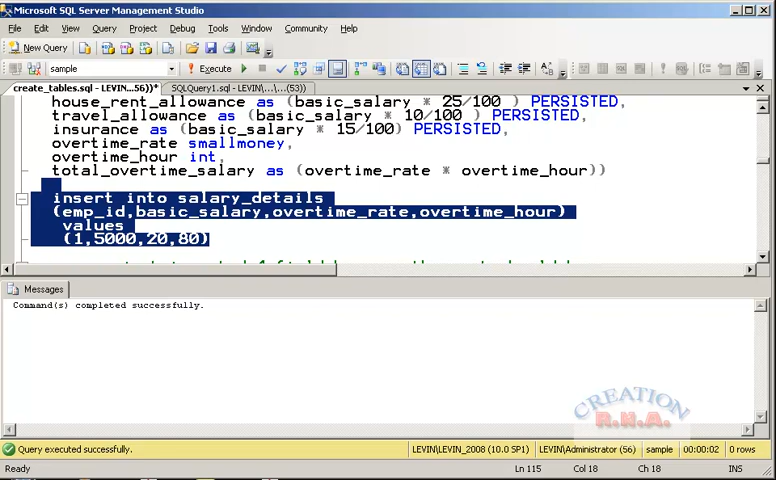 Microsoft SQL Server Management Studio
File Edit View Query Project Debug Tools Window Community Help
New Query
sample Execute
create_tables.sql - LEVIN...56))* SQLQuery1.sql - LEVIN\...\...(53))
house_rent_allowance as (basic_salary * 25/100 ) PERSISTED,
travel_allowance as (basic_salary * 10/100 ) PERSISTED,
insurance as (basic_salary * 15/100) PERSISTED,
overtime_rate smallmoney,
overtime_hour int,
total_overtime_salary as (overtime_rate * overtime_hour))
insert into salary_details
(emp_id,basic_salary,overtime_rate,overtime_hour)
values
(1,5000,20,80)
Messages
Command(s) completed successfully.
CREATION
R.N.A.
Query executed successfully. LEVIN\LEVIN_2008 (10.0 SP1) LEVIN\Administrator (56) sample 00:00:02 0 rows
Ready Ln 115 Col 18 Ch 18 INS